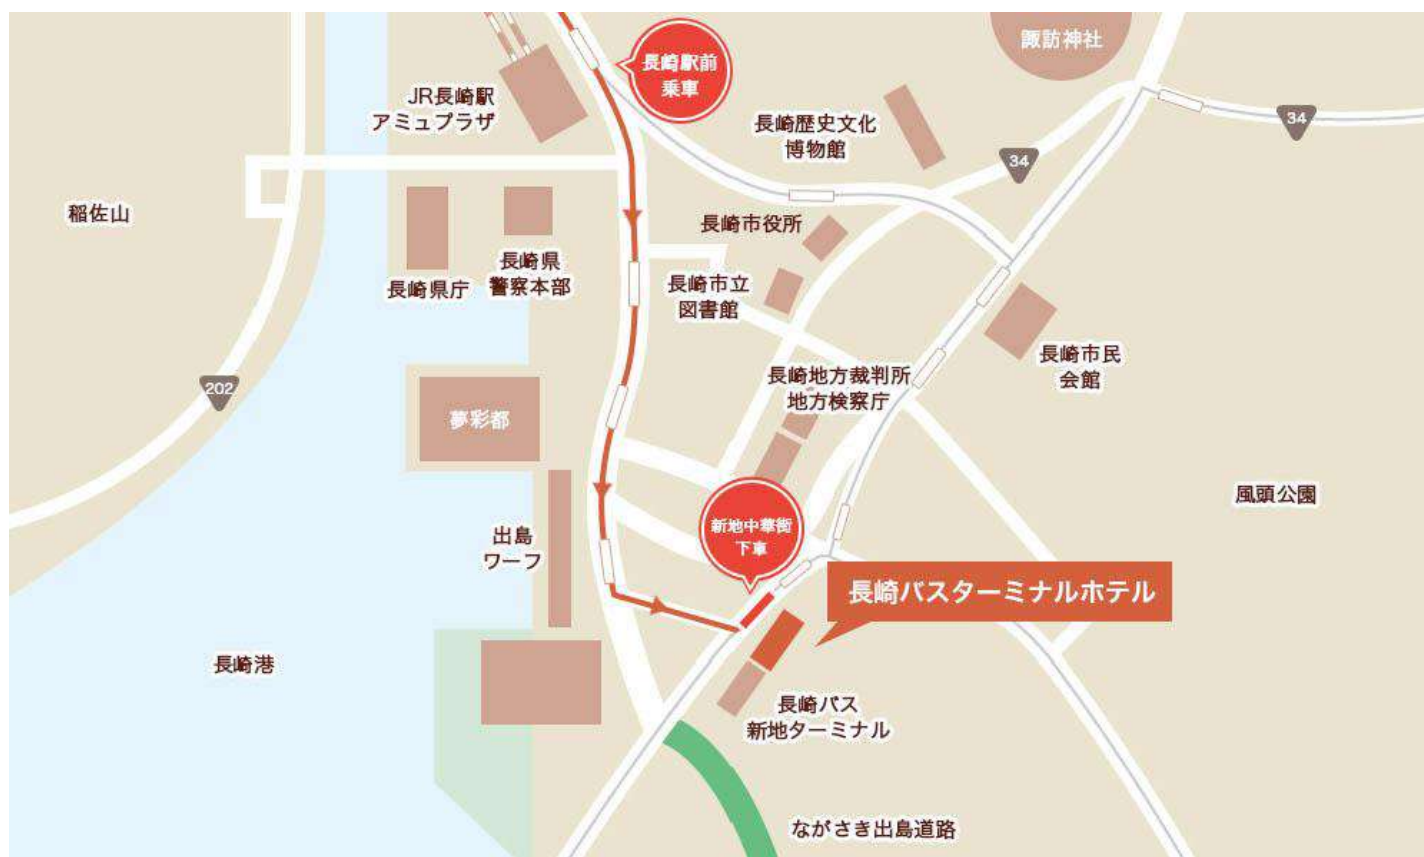 長崎駅前
乗車
諏訪神社
JR長崎駅
アミュプラザ
長崎歴史文化
博物館
34
34
稲佐山
長崎市役所
長崎県庁
長崎県
警察本部
長崎市立
図書館
長崎市民
会館
202
長崎地方裁判所
地方検察庁
夢彩都
風頭公園
新地中華街
下車
出島
ワーフ
長崎バスターミナルホテル
長崎港
長崎バス
新地ターミナル
ながさき出島道路